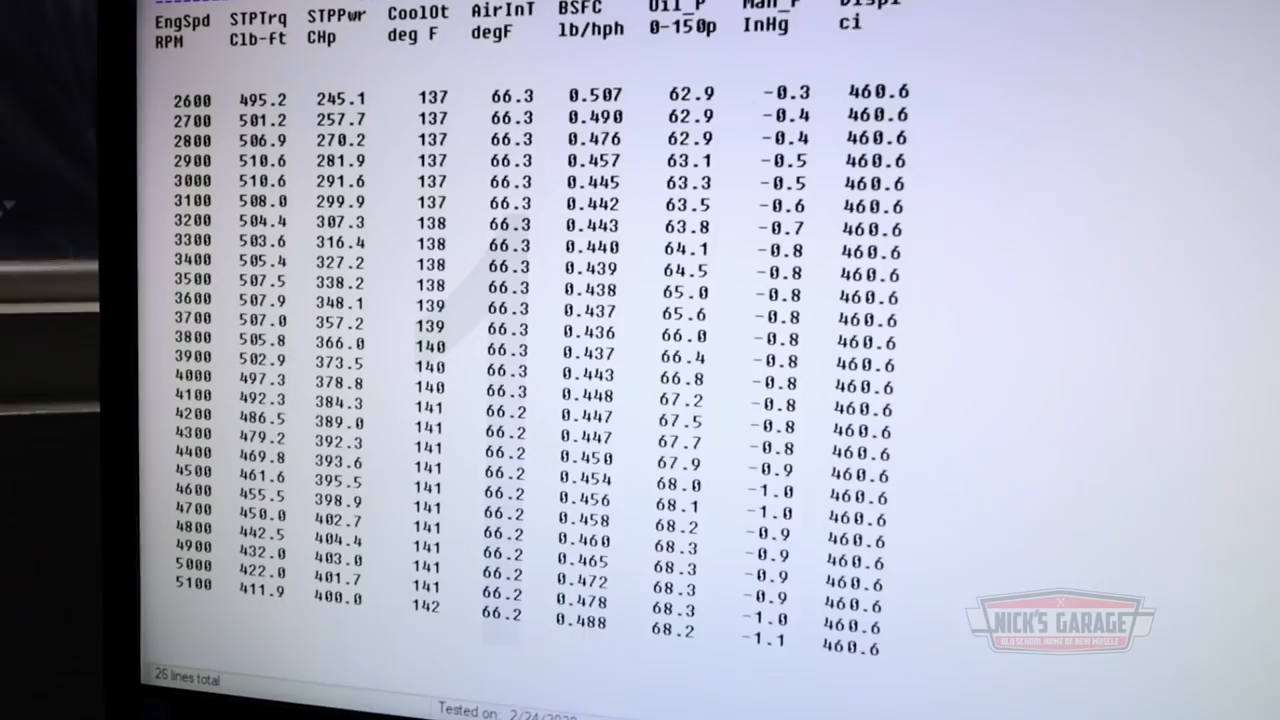 EngSpd STPTrq STPPwr CoolOt AirInT BSFC Oil_P Man_P Displ
RPM Clb-ft CHp deg F degF lb/hph 0-150p InHg ci
2600 495.2 245.1 137 66.3 0.507 62.9 -0.3 460.6
2700 501.2 257.7 137 66.3 0.490 62.9 -0.4 460.6
2800 506.9 270.2 137 66.3 0.476 62.9 -0.4 460.6
2900 510.6 281.9 137 66.3 0.457 63.1 -0.5 460.6
3000 510.6 291.6 137 66.3 0.445 63.3 -0.5 460.6
3100 508.0 299.9 137 66.3 0.442 63.5 -0.6 460.6
3200 504.4 307.3 138 66.3 0.443 63.8 -0.7 460.6
3300 503.6 316.4 138 66.3 0.440 64.1 -0.8 460.6
3400 505.4 327.2 138 66.3 0.439 64.5 -0.8 460.6
3500 507.5 338.2 138 66.3 0.438 65.0 -0.8 460.6
3600 507.9 348.1 139 66.3 0.437 65.6 -0.8 460.6
3700 507.0 357.2 139 66.3 0.436 66.0 -0.8 460.6
3800 505.8 366.0 140 66.3 0.437 66.4 -0.8 460.6
3900 502.9 373.5 140 66.3 0.443 66.8 -0.8 460.6
4000 497.3 378.8 140 66.3 0.448 67.2 -0.8 460.6
4100 492.3 384.3 141 66.2 0.447 67.5 -0.8 460.6
4200 486.5 389.0 141 66.2 0.447 67.7 -0.8 460.6
4300 479.2 392.3 141 66.2 0.450 67.9 -0.9 460.6
4400 469.8 393.6 141 66.2 0.454 68.0 -1.0 460.6
4500 461.6 395.5 141 66.2 0.456 68.1 -1.0 460.6
4600 455.5 398.9 141 66.2 0.458 68.2 -0.9 460.6
4700 450.0 402.7 141 66.2 0.460 68.3 -0.9 460.6
4800 442.5 404.4 141 66.2 0.465 68.3 -0.9 460.6
4900 432.0 403.0 141 66.2 0.472 68.3 -0.9 460.6
5000 422.0 401.7 141 66.2 0.478 68.3 -1.0 460.6
5100 411.9 400.0 142 66.2 0.488 68.2 -1.1 460.6
NICK'S GARAGE
OLD SCHOOL HOME OF NEW MUSCLE
26 lines total
Tested on: 2/24/2020